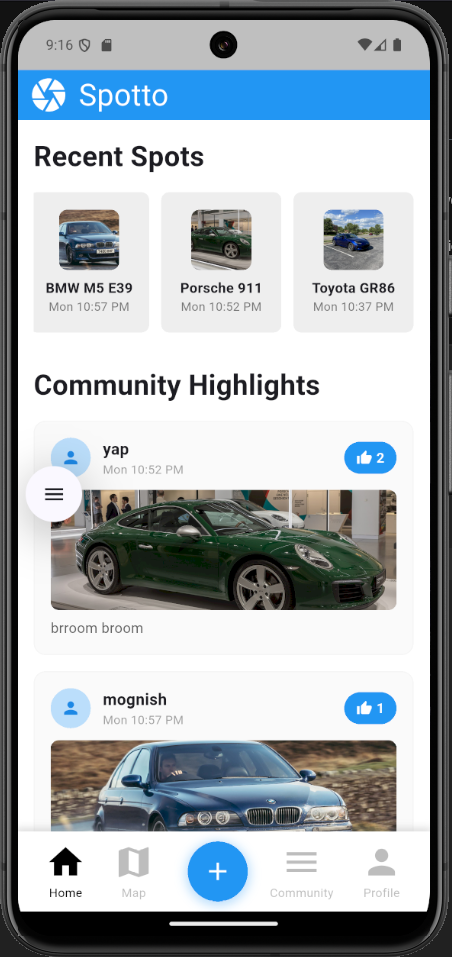 9:16
Spotto
Recent Spots
BMW M5 E39
Mon 10:57 PM
Porsche 911
Mon 10:52 PM
Toyota GR86
Mon 10:37 PM
Community Highlights
yap
Mon 10:52 PM
2
brroom broom
mognish
Mon 10:57 PM
1
Home
Map
Community
Profile